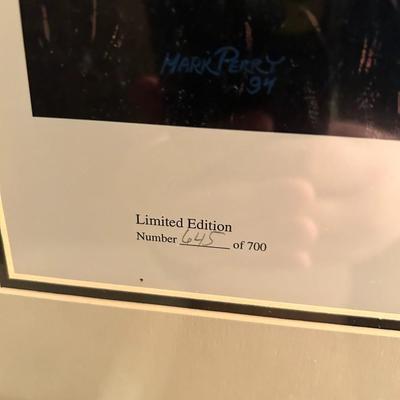 MARK PERRY
94
Limited Edition
Number 645 of 700